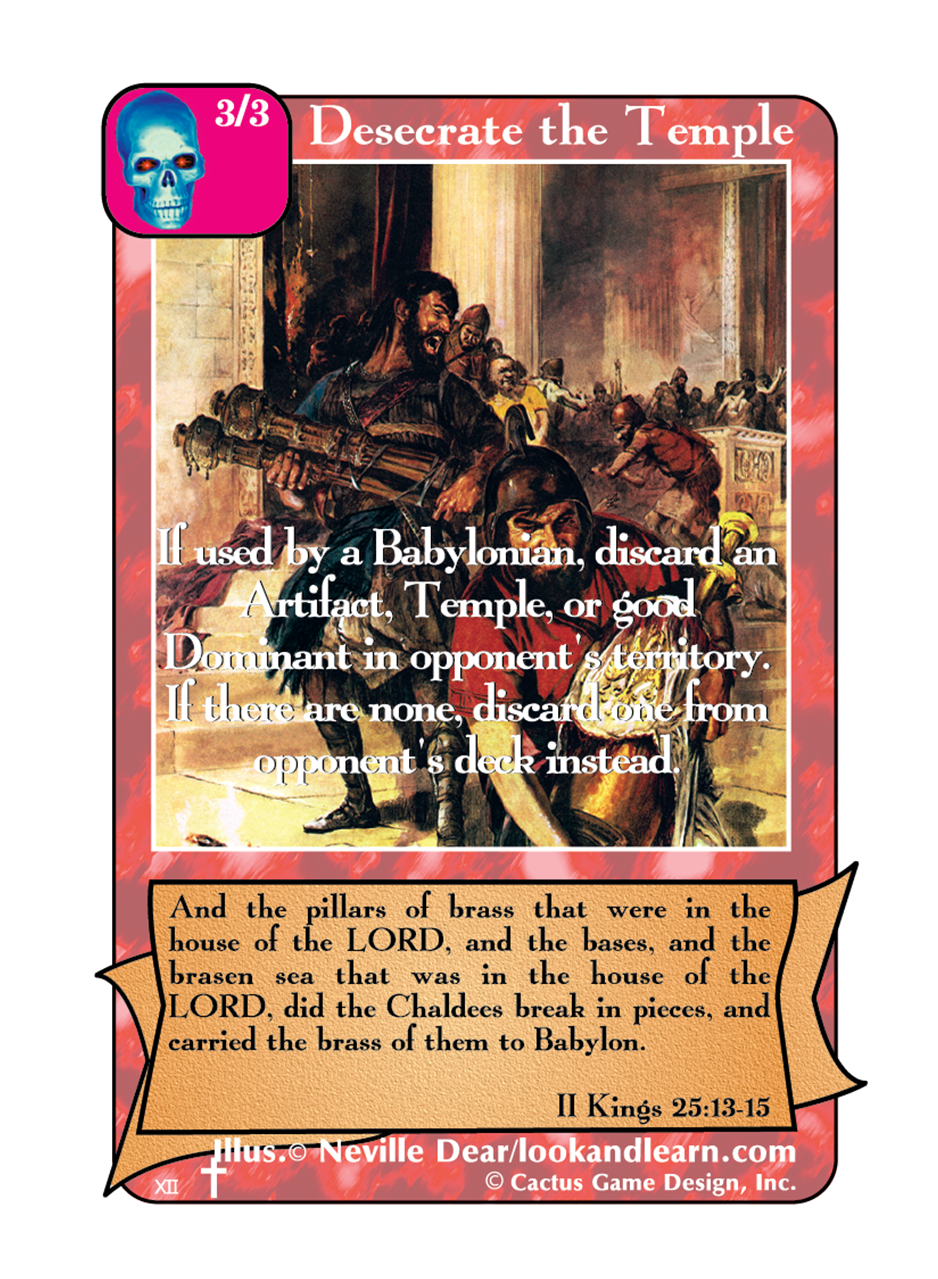 3/3
Desecrate the Temple
If used by a Babylonian, discard an
Artifact, Temple, or good
Dominant in opponent's territory.
If there are none, discard one from
opponent's deck instead.
And the pillars of brass that were in the
house of the LORD, and the bases, and the
brasen sea that was in the house of the
LORD, did the Chaldees break in pieces, and
carried the brass of them to Babylon.
II Kings 25:13-15
Illus.© Neville Dear/lookandlearn.com
XII
© Cactus Game Design, Inc.